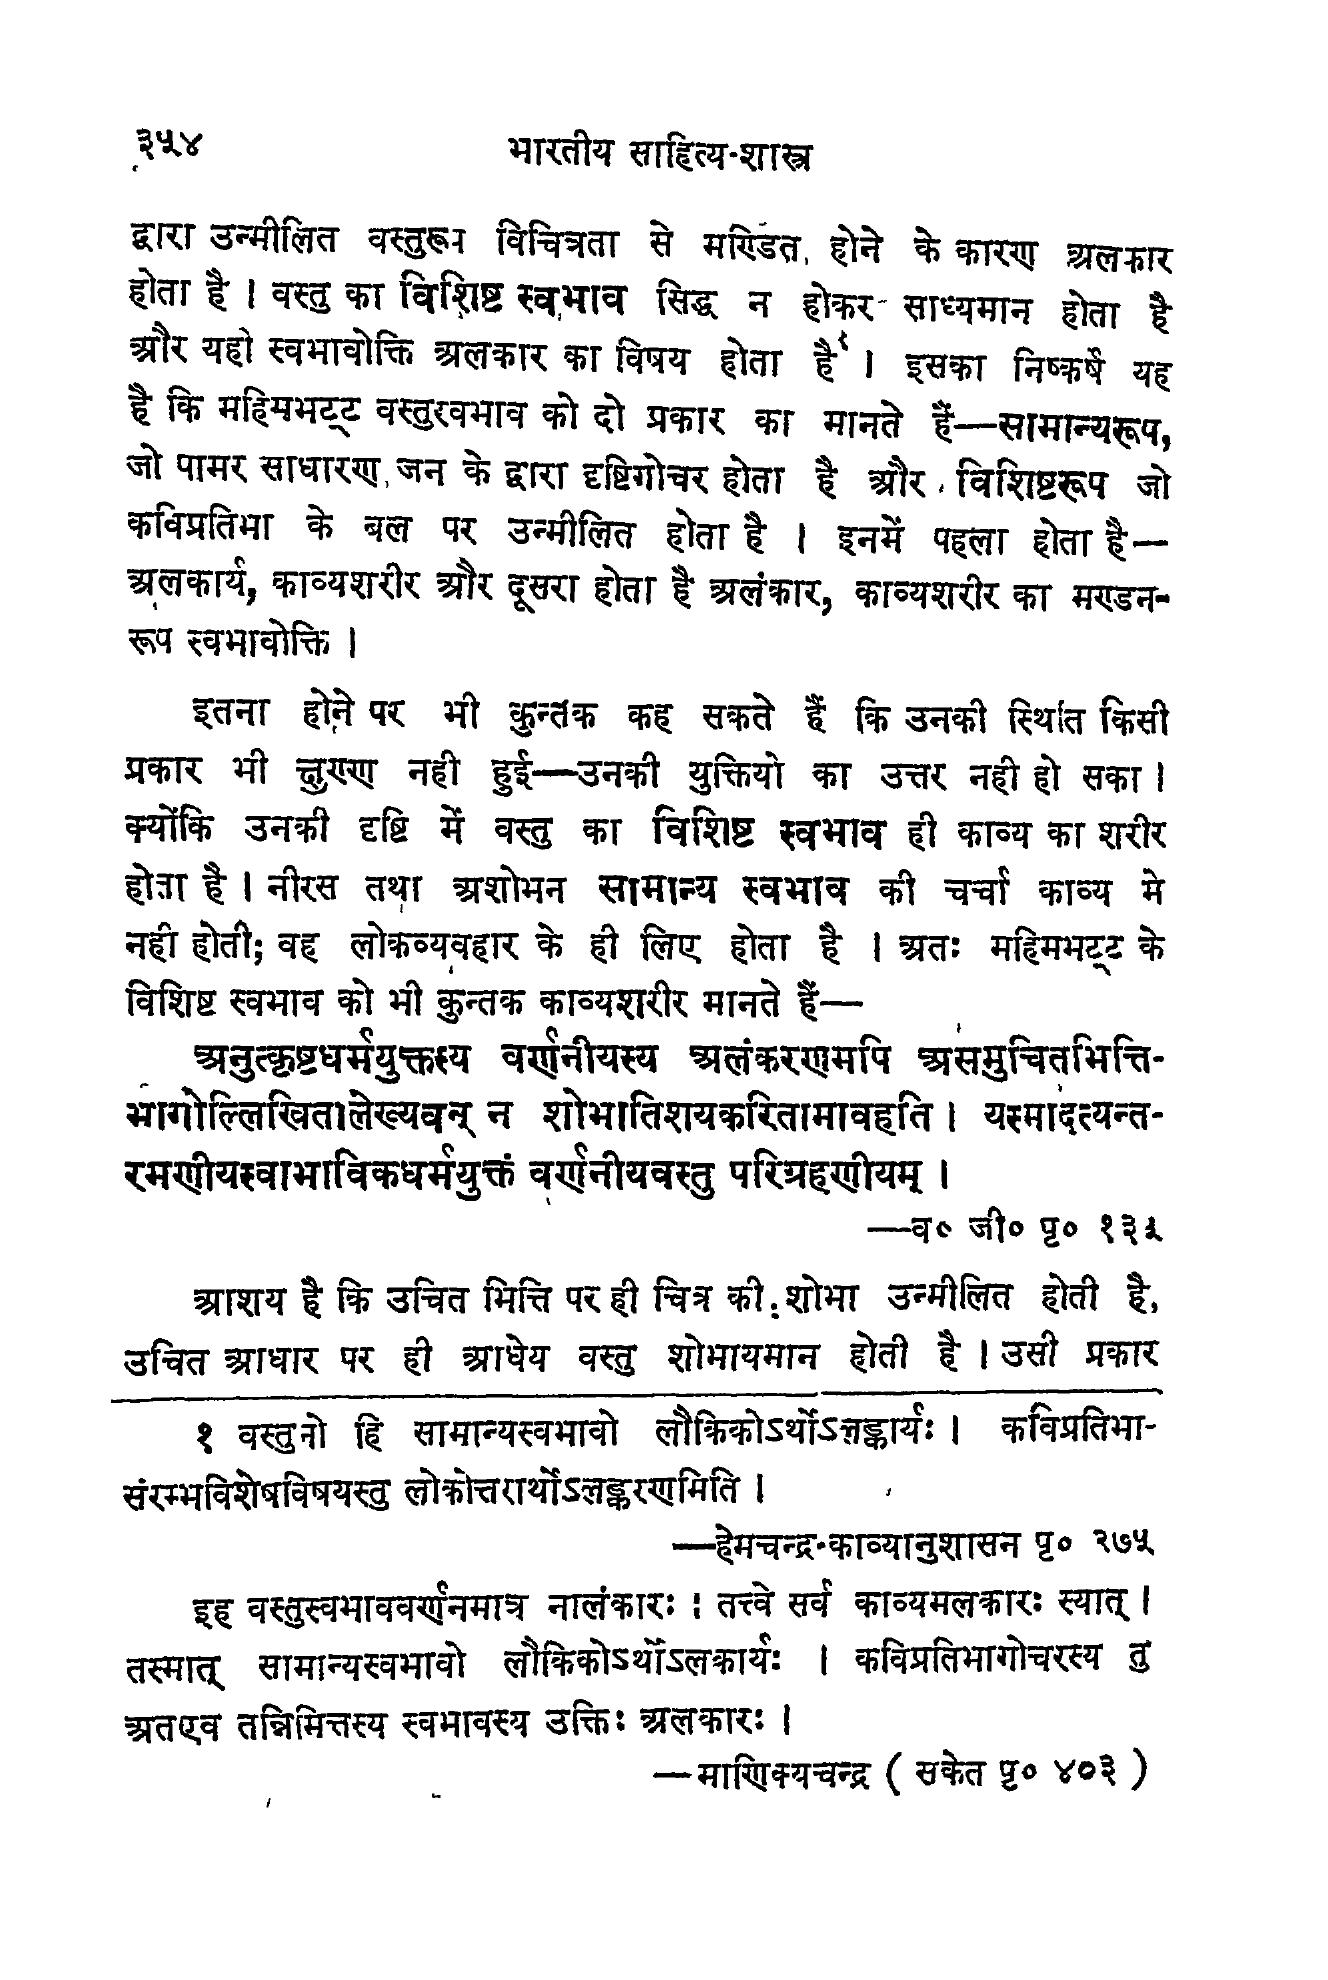 ३५४ भारतीय साहित्य-शास्त्र
द्वारा उन्मीलित वस्तुरूप विचित्रता से मण्डित होने के कारण अलकार
होता है । वस्तु का विशिष्ट स्वभाव सिद्ध न होकर साध्यमान होता है
और यही स्वभावोक्ति अलकार का विषय होता है१ । इसका निष्कर्ष यह
है कि महिमभट्ट वस्तुस्वभाव को दो प्रकार का मानते हैं—सामान्यरूप,
जो पामर साधारण जन के द्वारा दृष्टिगोचर होता है और विशिष्टरूप जो
कविप्रतिभा के बल पर उन्मीलित होता है । इनमें पहला होता है—
अलकार्य, काव्यशरीर और दूसरा होता है अलंकार, काव्यशरीर का मण्डन-
रूप स्वभावोक्ति ।
इतना होने पर भी कुन्तक कह सकते हैं कि उनकी स्थिति किसी
प्रकार भी क्षुण्ण नही हुई—उनकी युक्तियो का उत्तर नही हो सका ।
क्योंकि उनकी दृष्टि में वस्तु का विशिष्ट स्वभाव ही काव्य का शरीर
होता है । नीरस तथा अशोभन सामान्य स्वभाव की चर्चा काव्य मे
नही होती; वह लोकव्यवहार के ही लिए होता है । अतः महिमभट्ट के
विशिष्ट स्वभाव को भी कुन्तक काव्यशरीर मानते हैं—
अनुत्कृष्टधर्मयुक्तस्य वर्णनीयस्य अलंकरणमपि असमुचितभित्ति-
भागोल्लिखितालेख्यवन् न शोभातिशयकरितामावहति । यस्मादत्यन्त-
रमणीयस्वाभाविकधर्मयुक्तं वर्णनीयवस्तु परिग्रहणीयम् ।
—व० जी० पृ० १३५
आशय है कि उचित भित्ति पर ही चित्र की शोभा उन्मीलित होती है,
उचित आधार पर ही आधेय वस्तु शोभायमान होती है । उसी प्रकार
१ वस्तुनो हि सामान्यस्वभावो लौकिकोऽर्थोऽलङ्कार्यः । कविप्रतिभा-
संरम्भविशेषविषयस्तु लोकोत्तरार्थोऽलङ्करणमिति ।
—हेमचन्द्र-काव्यानुशासन पृ० २७५
इह वस्तुस्वभाववर्णनमात्र नालंकारः । तत्त्वे सर्व काव्यमलकारः स्यात् ।
तस्मात् सामान्यस्वभावो लौकिकोऽर्थोऽलकार्यः । कविप्रतिभागोचरस्य तु
अतएव तन्निमित्तस्य स्वभावस्य उक्तिः अलकारः ।
—माणिक्यचन्द्र ( सकेत पृ० ४०३ )